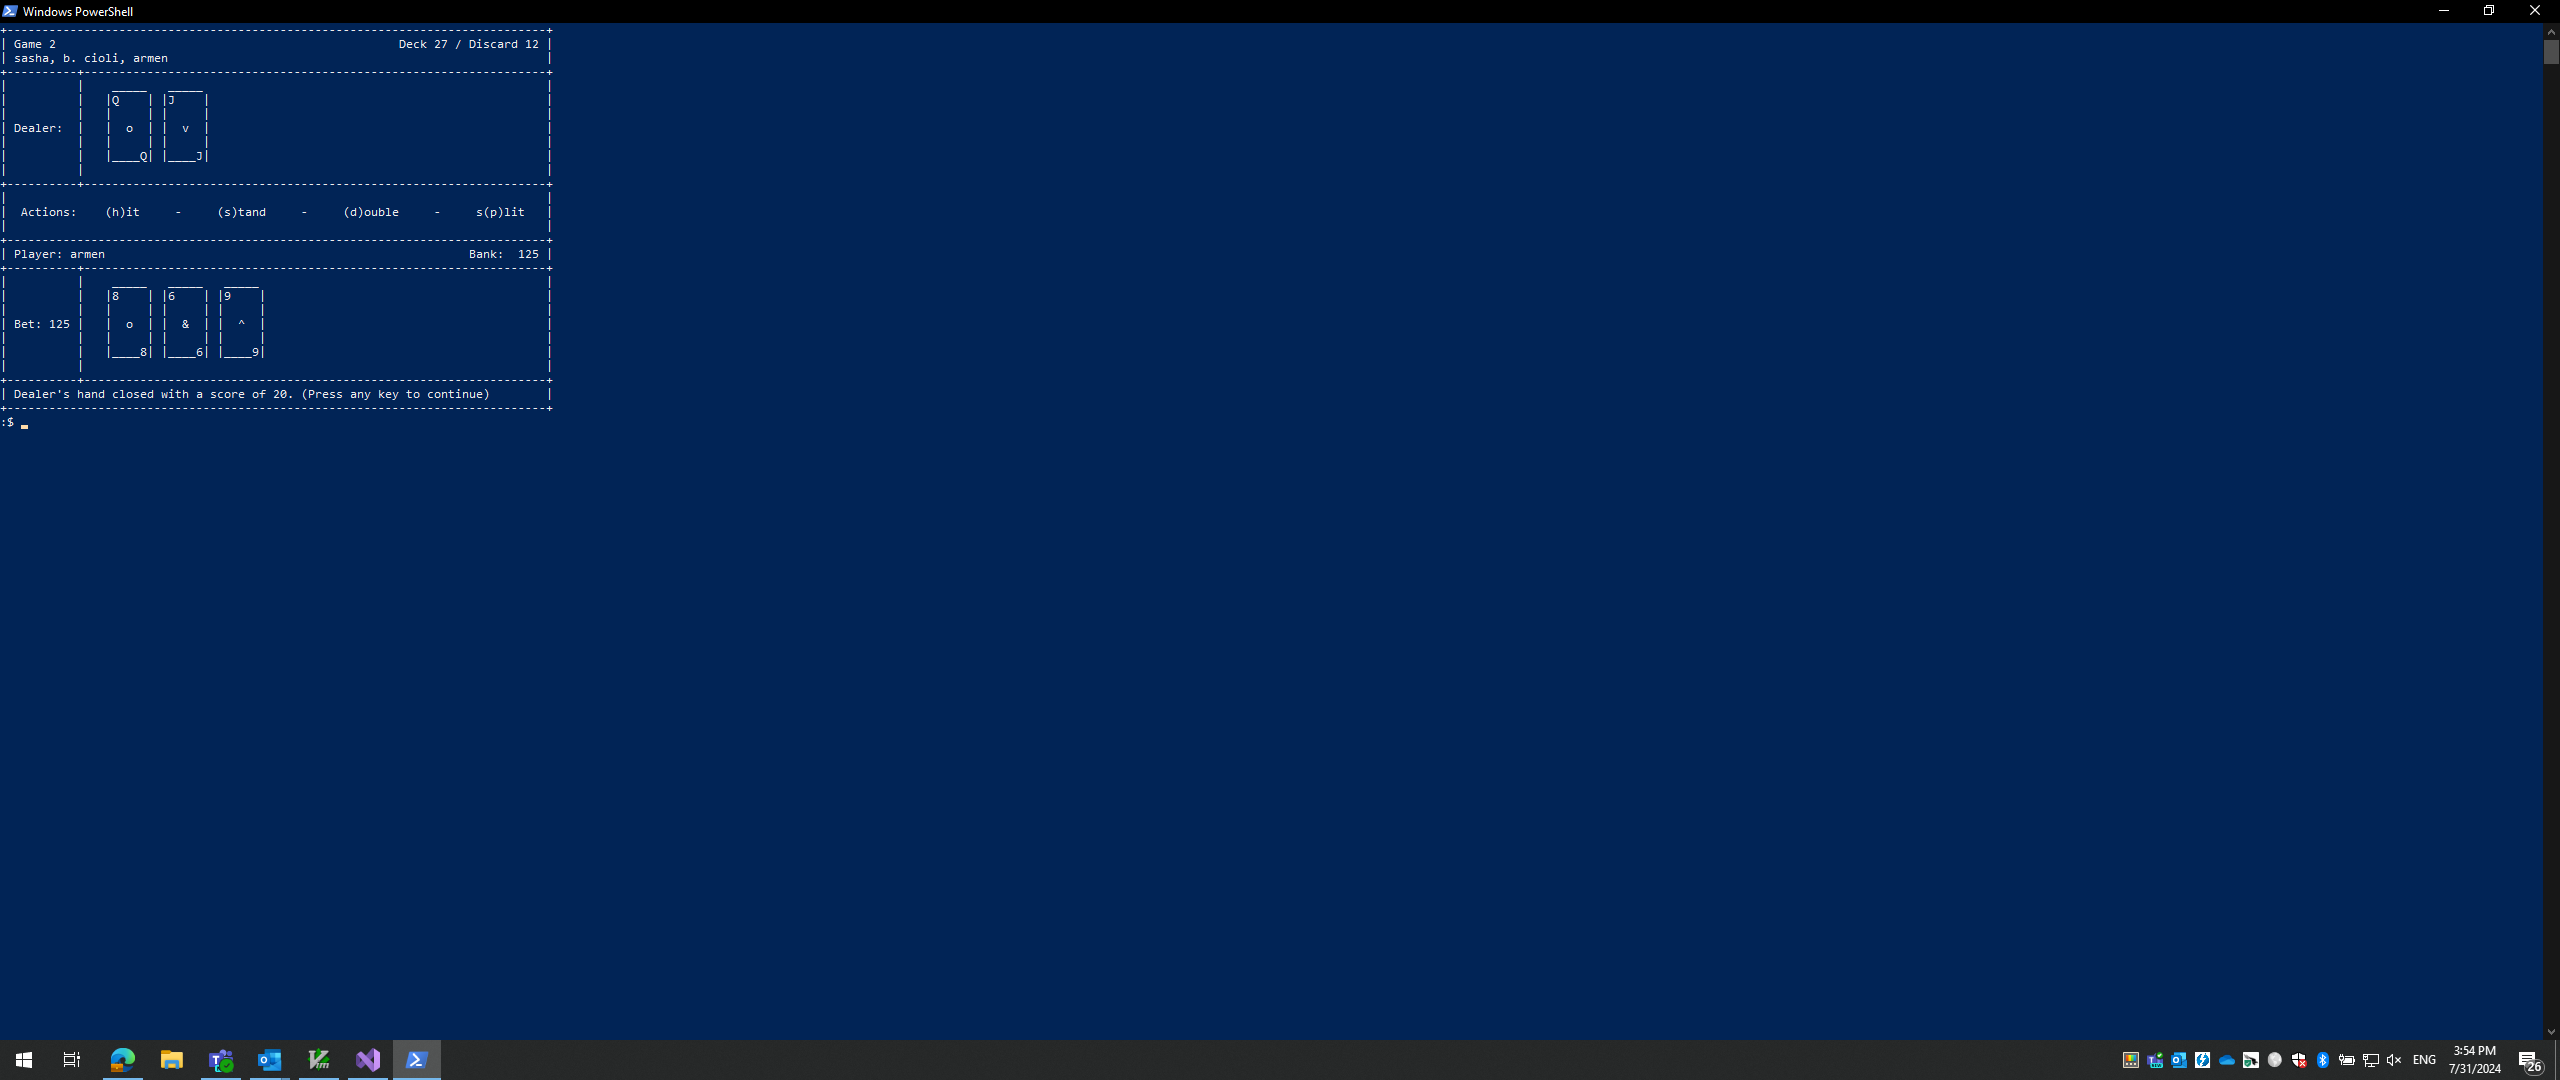 Windows PowerShell
Game 2 Deck 27 / Discard 12
sasha, b. cioli, armen
Q J
Dealer: o v
Q J
Actions: (h)it - (s)tand - (d)ouble - s(p)lit
Player: armen Bank: 125
8 6 9
Bet: 125 o & ^
8 6 9
Dealer's hand closed with a score of 20. (Press any key to continue)
:$
ENG
3:54 PM
7/31/2024
26